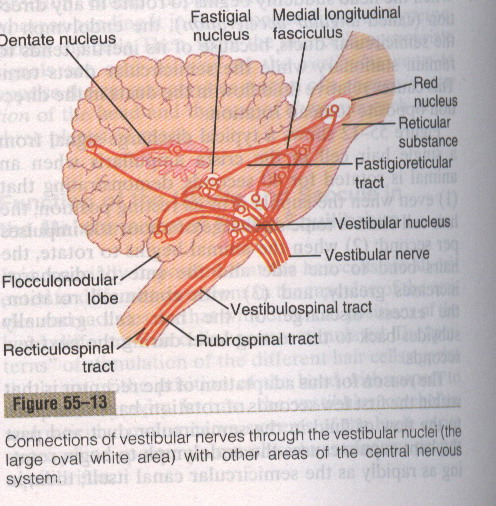 Fastigial
nucleus
Medial longitudinal
fasciculus
Dentate nucleus
Red
nucleus
Reticular
substance
Fastigioreticular
tract
Vestibular nucleus
Vestibular nerve
Flocculonodular
lobe
Vestibulospinal tract
Rubrospinal tract
Recticulospinal
tract
Figure 55–13
Connections of vestibular nerves through the vestibular nuclei (the
large oval white area) with other areas of the central nervous
system.